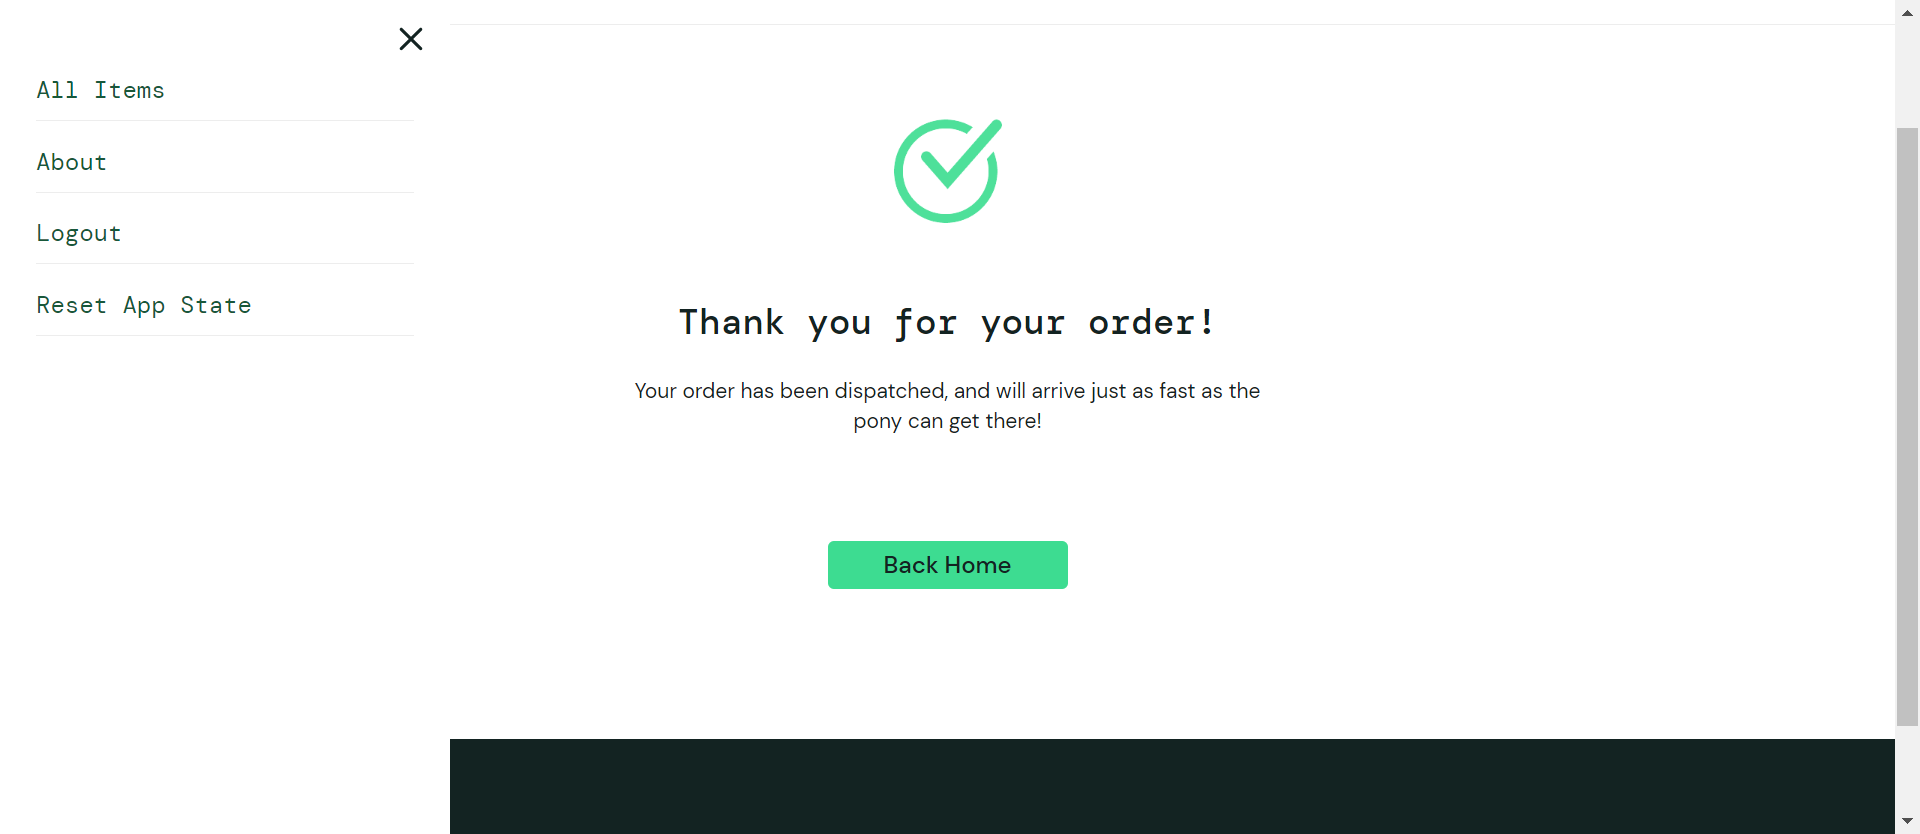 All Items
About
Logout
Reset App State
Thank you for your order!
Your order has been dispatched, and will arrive just as fast as the
pony can get there!
Back Home